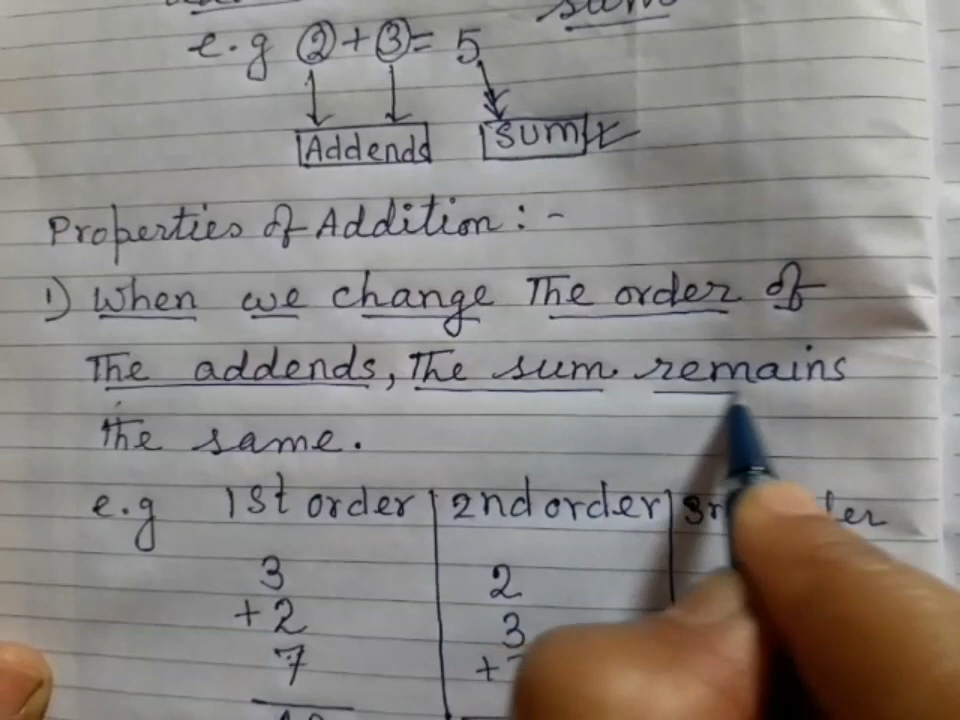 sum
e.g 2 + 3 = 5
Addends sum
Properties of Addition : -
1) When we change The order of
The addends, The sum remains
the same.
e.g 1st order 2nd order
3 2
+ 2 3
7 +